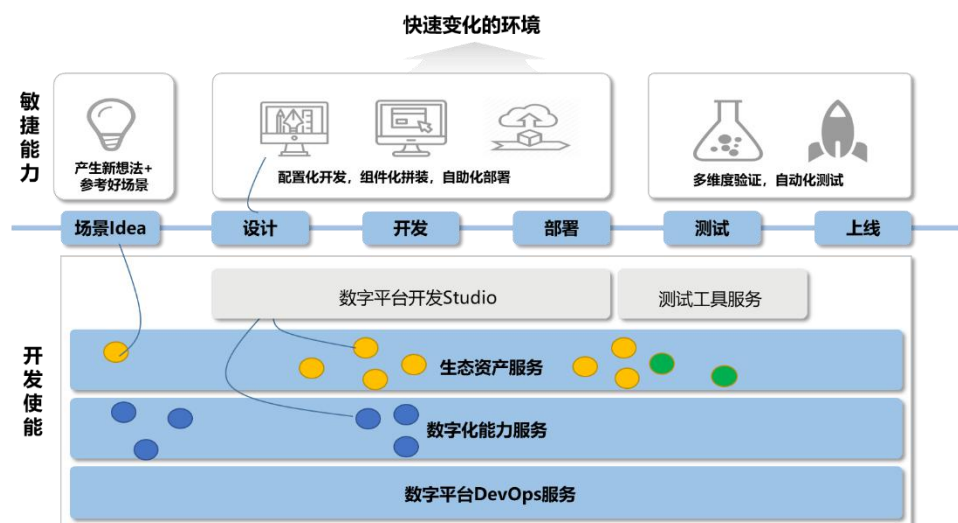 快速变化的环境
敏捷能力
产生新想法+
参考好场景
配置化开发，组件化拼装，自助化部署
多维度验证，自动化测试
场景Idea
设计
开发
部署
测试
上线
开发使能
数字平台开发Studio
测试工具服务
生态资产服务
数字化能力服务
数字平台DevOps服务